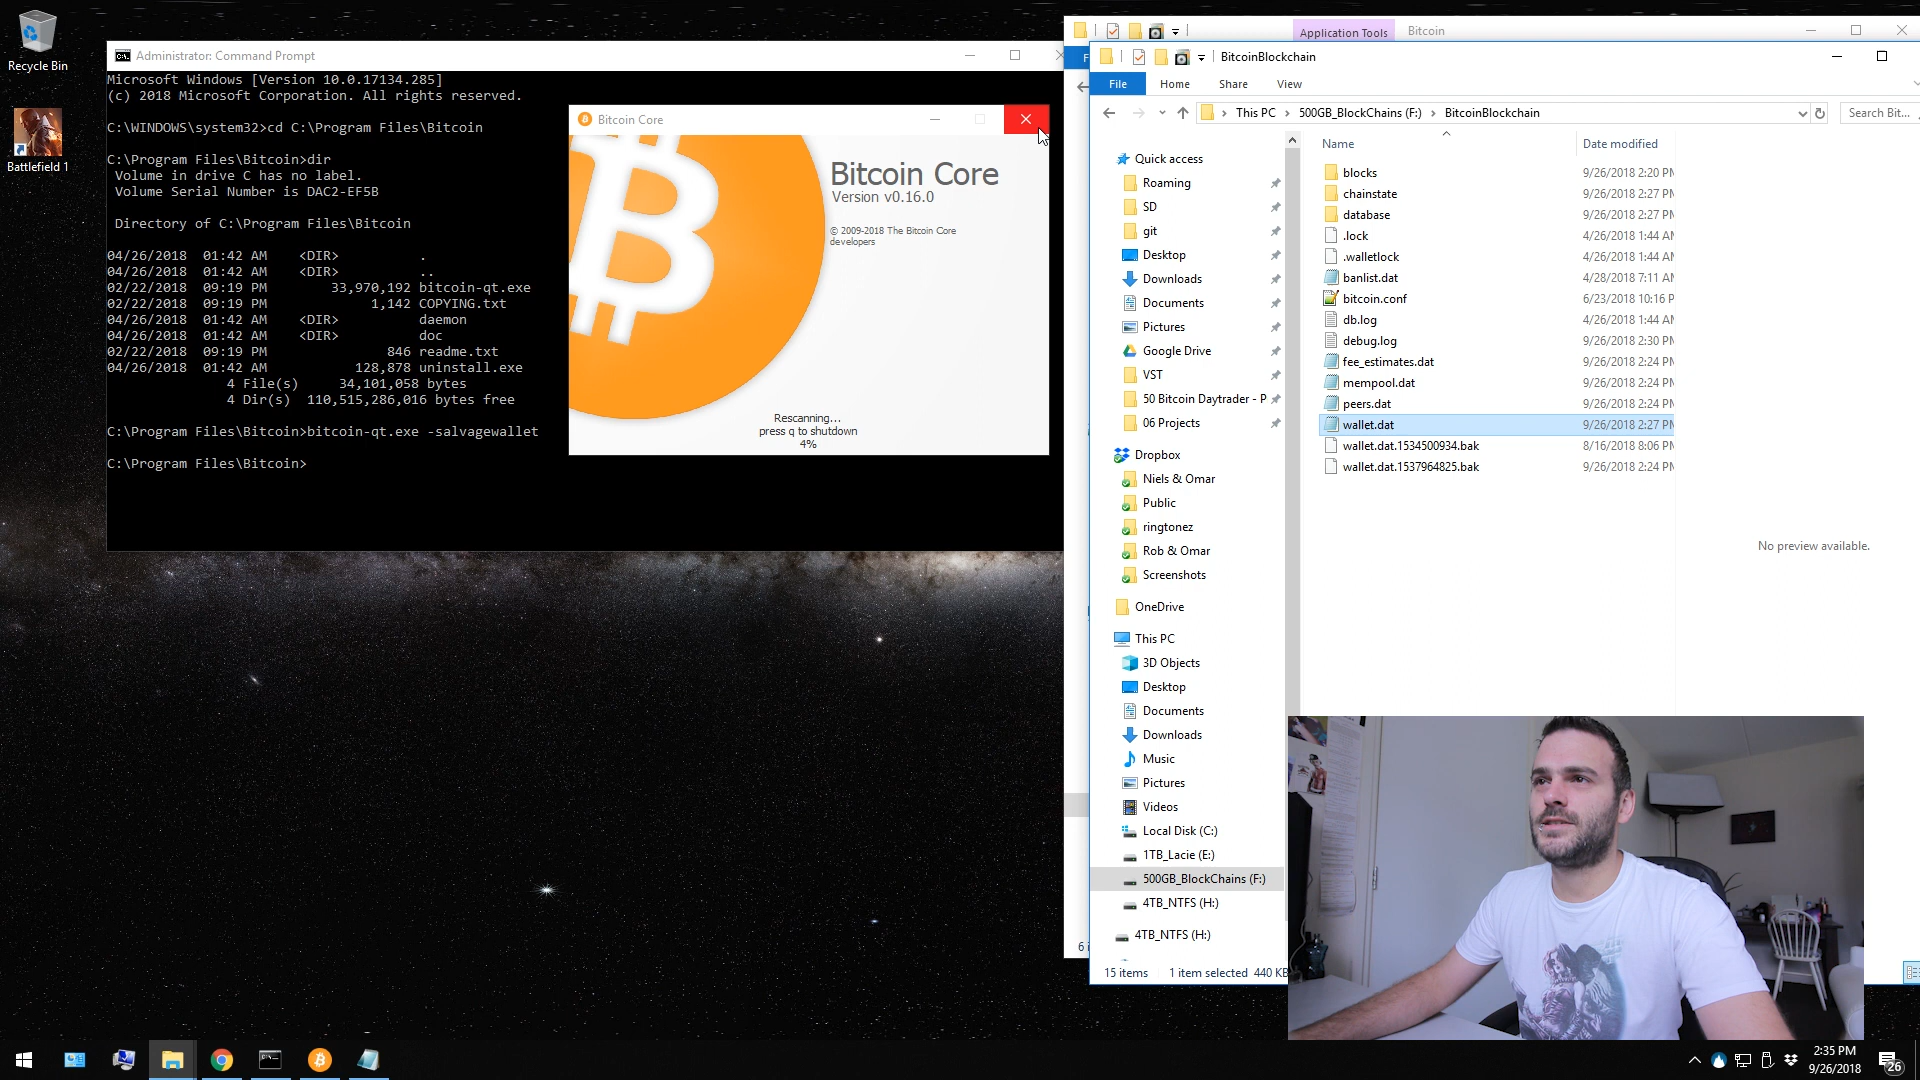 Recycle Bin
Battlefield 1
Administrator: Command Prompt
Microsoft Windows [Version 10.0.17134.285]
(c) 2018 Microsoft Corporation. All rights reserved.
C:\WINDOWS\system32>cd C:\Program Files\Bitcoin
C:\Program Files\Bitcoin>dir
Volume in drive C has no label.
Volume Serial Number is DAC2-EF5B
Directory of C:\Program Files\Bitcoin
04/26/2018 01:42 AM <DIR> .
04/26/2018 01:42 AM <DIR> ..
02/22/2018 09:19 PM 33,970,192 bitcoin-qt.exe
02/22/2018 09:19 PM 1,142 COPYING.txt
04/26/2018 01:42 AM <DIR> daemon
04/26/2018 01:42 AM <DIR> doc
02/22/2018 09:19 PM 846 readme.txt
04/26/2018 01:42 AM 128,878 uninstall.exe
4 File(s) 34,101,058 bytes
4 Dir(s) 110,515,286,016 bytes free
C:\Program Files\Bitcoin>bitcoin-qt.exe -salvagewallet
C:\Program Files\Bitcoin>
Bitcoin Core
Bitcoin Core
Version v0.16.0
© 2009-2018 The Bitcoin Core
developers
Rescanning...
press q to shutdown
4%
Application Tools Bitcoin
BitcoinBlockchain
File Home Share View
This PC 500GB_BlockChains (F:) BitcoinBlockchain
Search Bit...
Quick access
Roaming
SD
git
Desktop
Downloads
Documents
Pictures
Google Drive
VST
50 Bitcoin Daytrader - P
06 Projects
Dropbox
Niels & Omar
Public
ringtonez
Rob & Omar
Screenshots
OneDrive
This PC
3D Objects
Desktop
Documents
Downloads
Music
Pictures
Videos
Local Disk (C:)
1TB_Lacie (E:)
500GB_BlockChains (F:)
4TB_NTFS (H:)
4TB_NTFS (H:)
Name Date modified
blocks 9/26/2018 2:20 PM
chainstate 9/26/2018 2:27 PM
database 9/26/2018 2:27 PM
.lock 4/26/2018 1:44 AM
.walletlock 4/26/2018 1:44 AM
banlist.dat 4/28/2018 7:11 AM
bitcoin.conf 6/23/2018 10:16 P
db.log 4/26/2018 1:44 AM
debug.log 9/26/2018 2:30 PM
fee_estimates.dat 9/26/2018 2:24 PM
mempool.dat 9/26/2018 2:24 PM
peers.dat 9/26/2018 2:24 PM
wallet.dat 9/26/2018 2:27 PM
wallet.dat.1534500934.bak 8/16/2018 8:06 PM
wallet.dat.1537964825.bak 9/26/2018 2:24 PM
No preview available.
15 items 1 item selected 440 KB
2:35 PM
9/26/2018
26